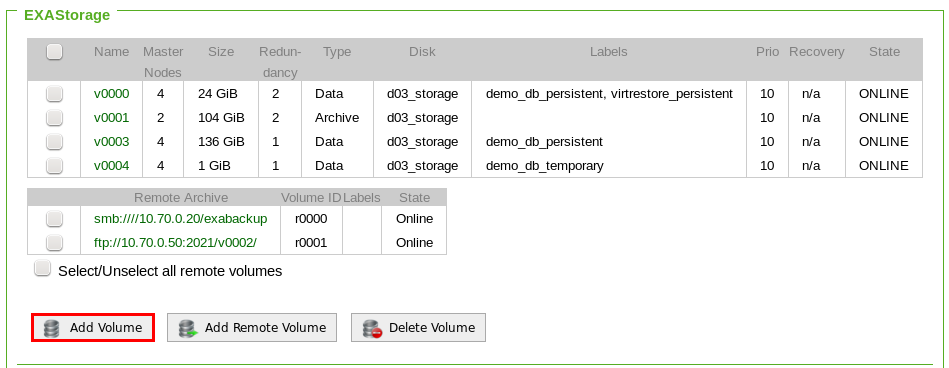 EXAStorage
Name Master Nodes Size Redun-dancy Type Disk Labels Prio Recovery State
v0000 4 24 GiB 2 Data d03_storage demo_db_persistent, virtrestore_persistent 10 n/a ONLINE
v0001 2 104 GiB 2 Archive d03_storage 10 n/a ONLINE
v0003 4 136 GiB 1 Data d03_storage demo_db_persistent 10 n/a ONLINE
v0004 4 1 GiB 1 Data d03_storage demo_db_temporary 10 n/a ONLINE
Remote Archive Volume ID Labels State
smb:////10.70.0.20/exabackup r0000 Online
ftp://10.70.0.50:2021/v0002/ r0001 Online
Select/Unselect all remote volumes
Add Volume Add Remote Volume Delete Volume